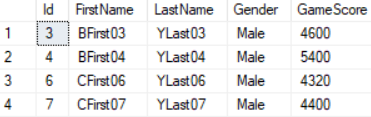 Id FirstName LastName Gender GameScore
1 3 BFirst03 YLast03 Male 4600
2 4 BFirst04 YLast04 Male 5400
3 6 CFirst06 YLast06 Male 4320
4 7 CFirst07 YLast07 Male 4400